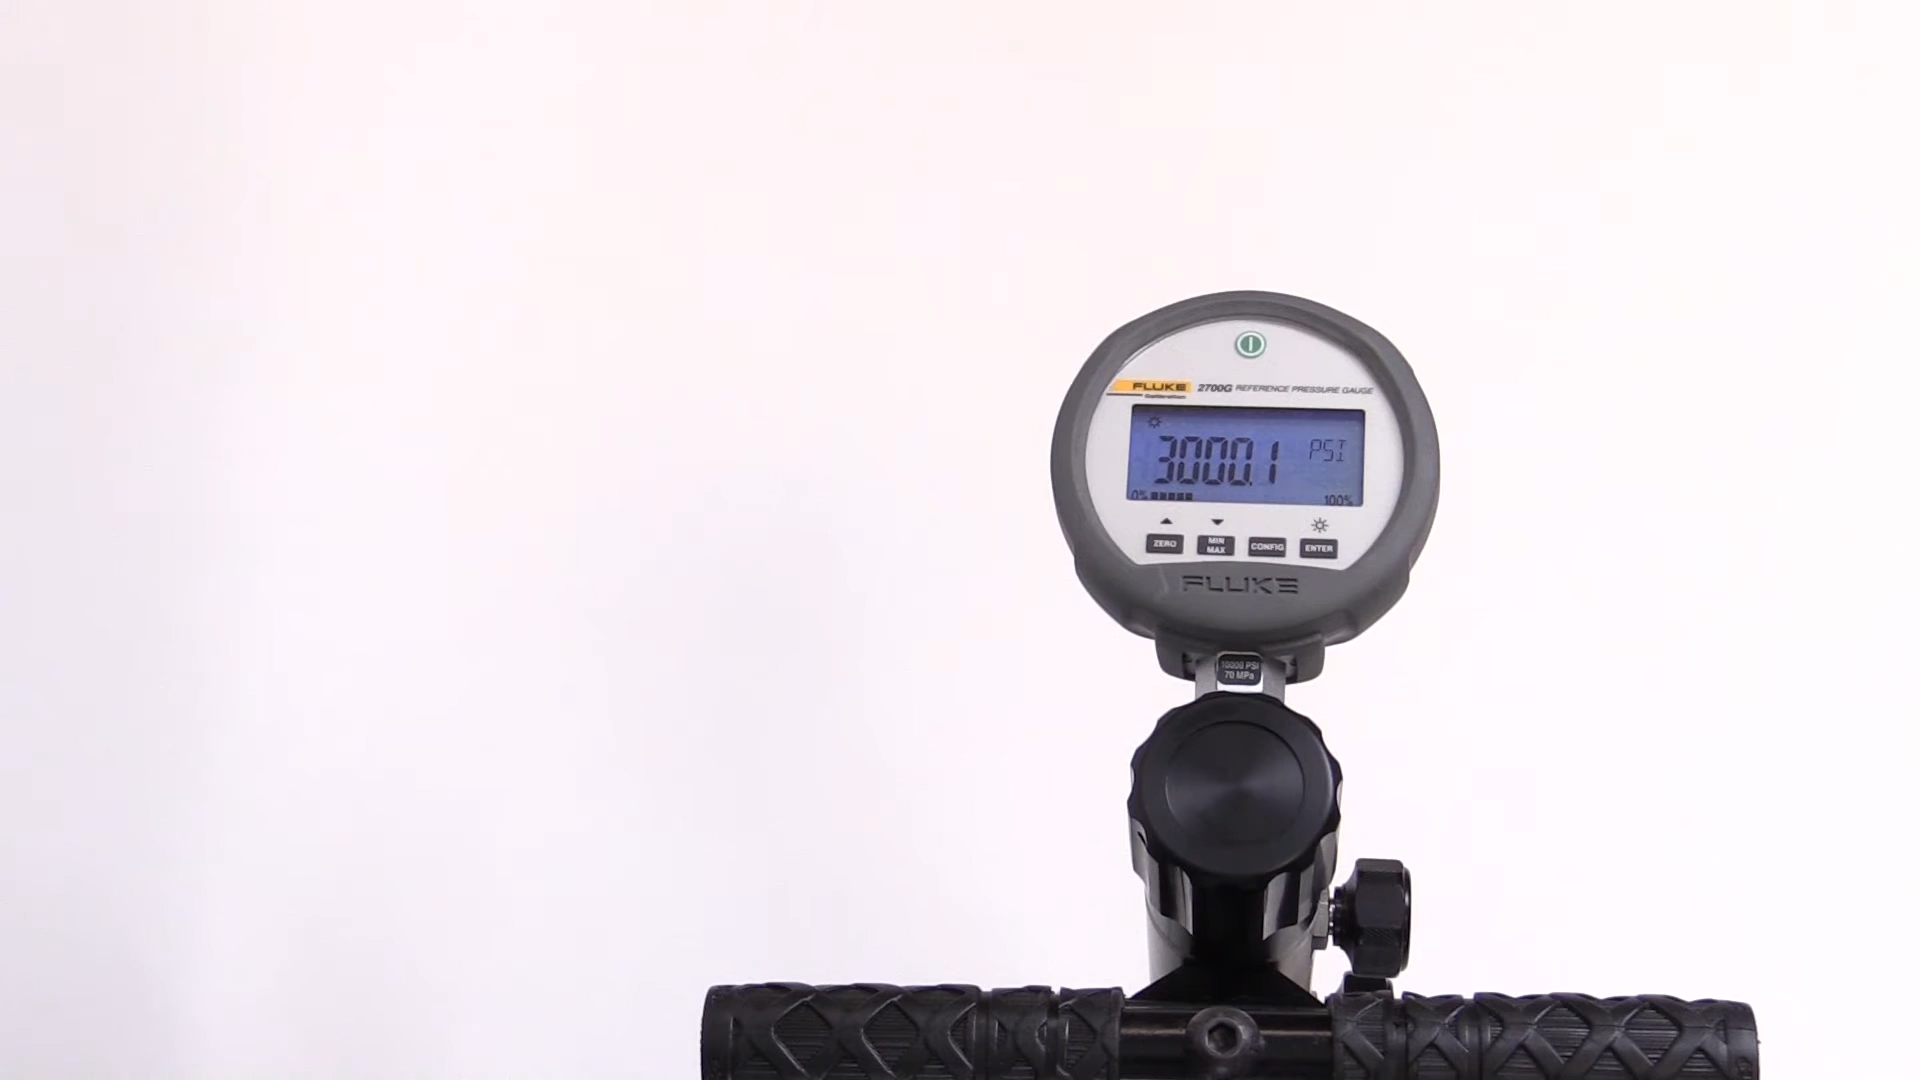 FLUKE 2700G REFERENCE PRESSURE GAUGE
Calibration
3000.1 PSI
0% 100%
ZERO MIN MAX CONFIG ENTER
FLUKE
10000 PSI
70 MPa